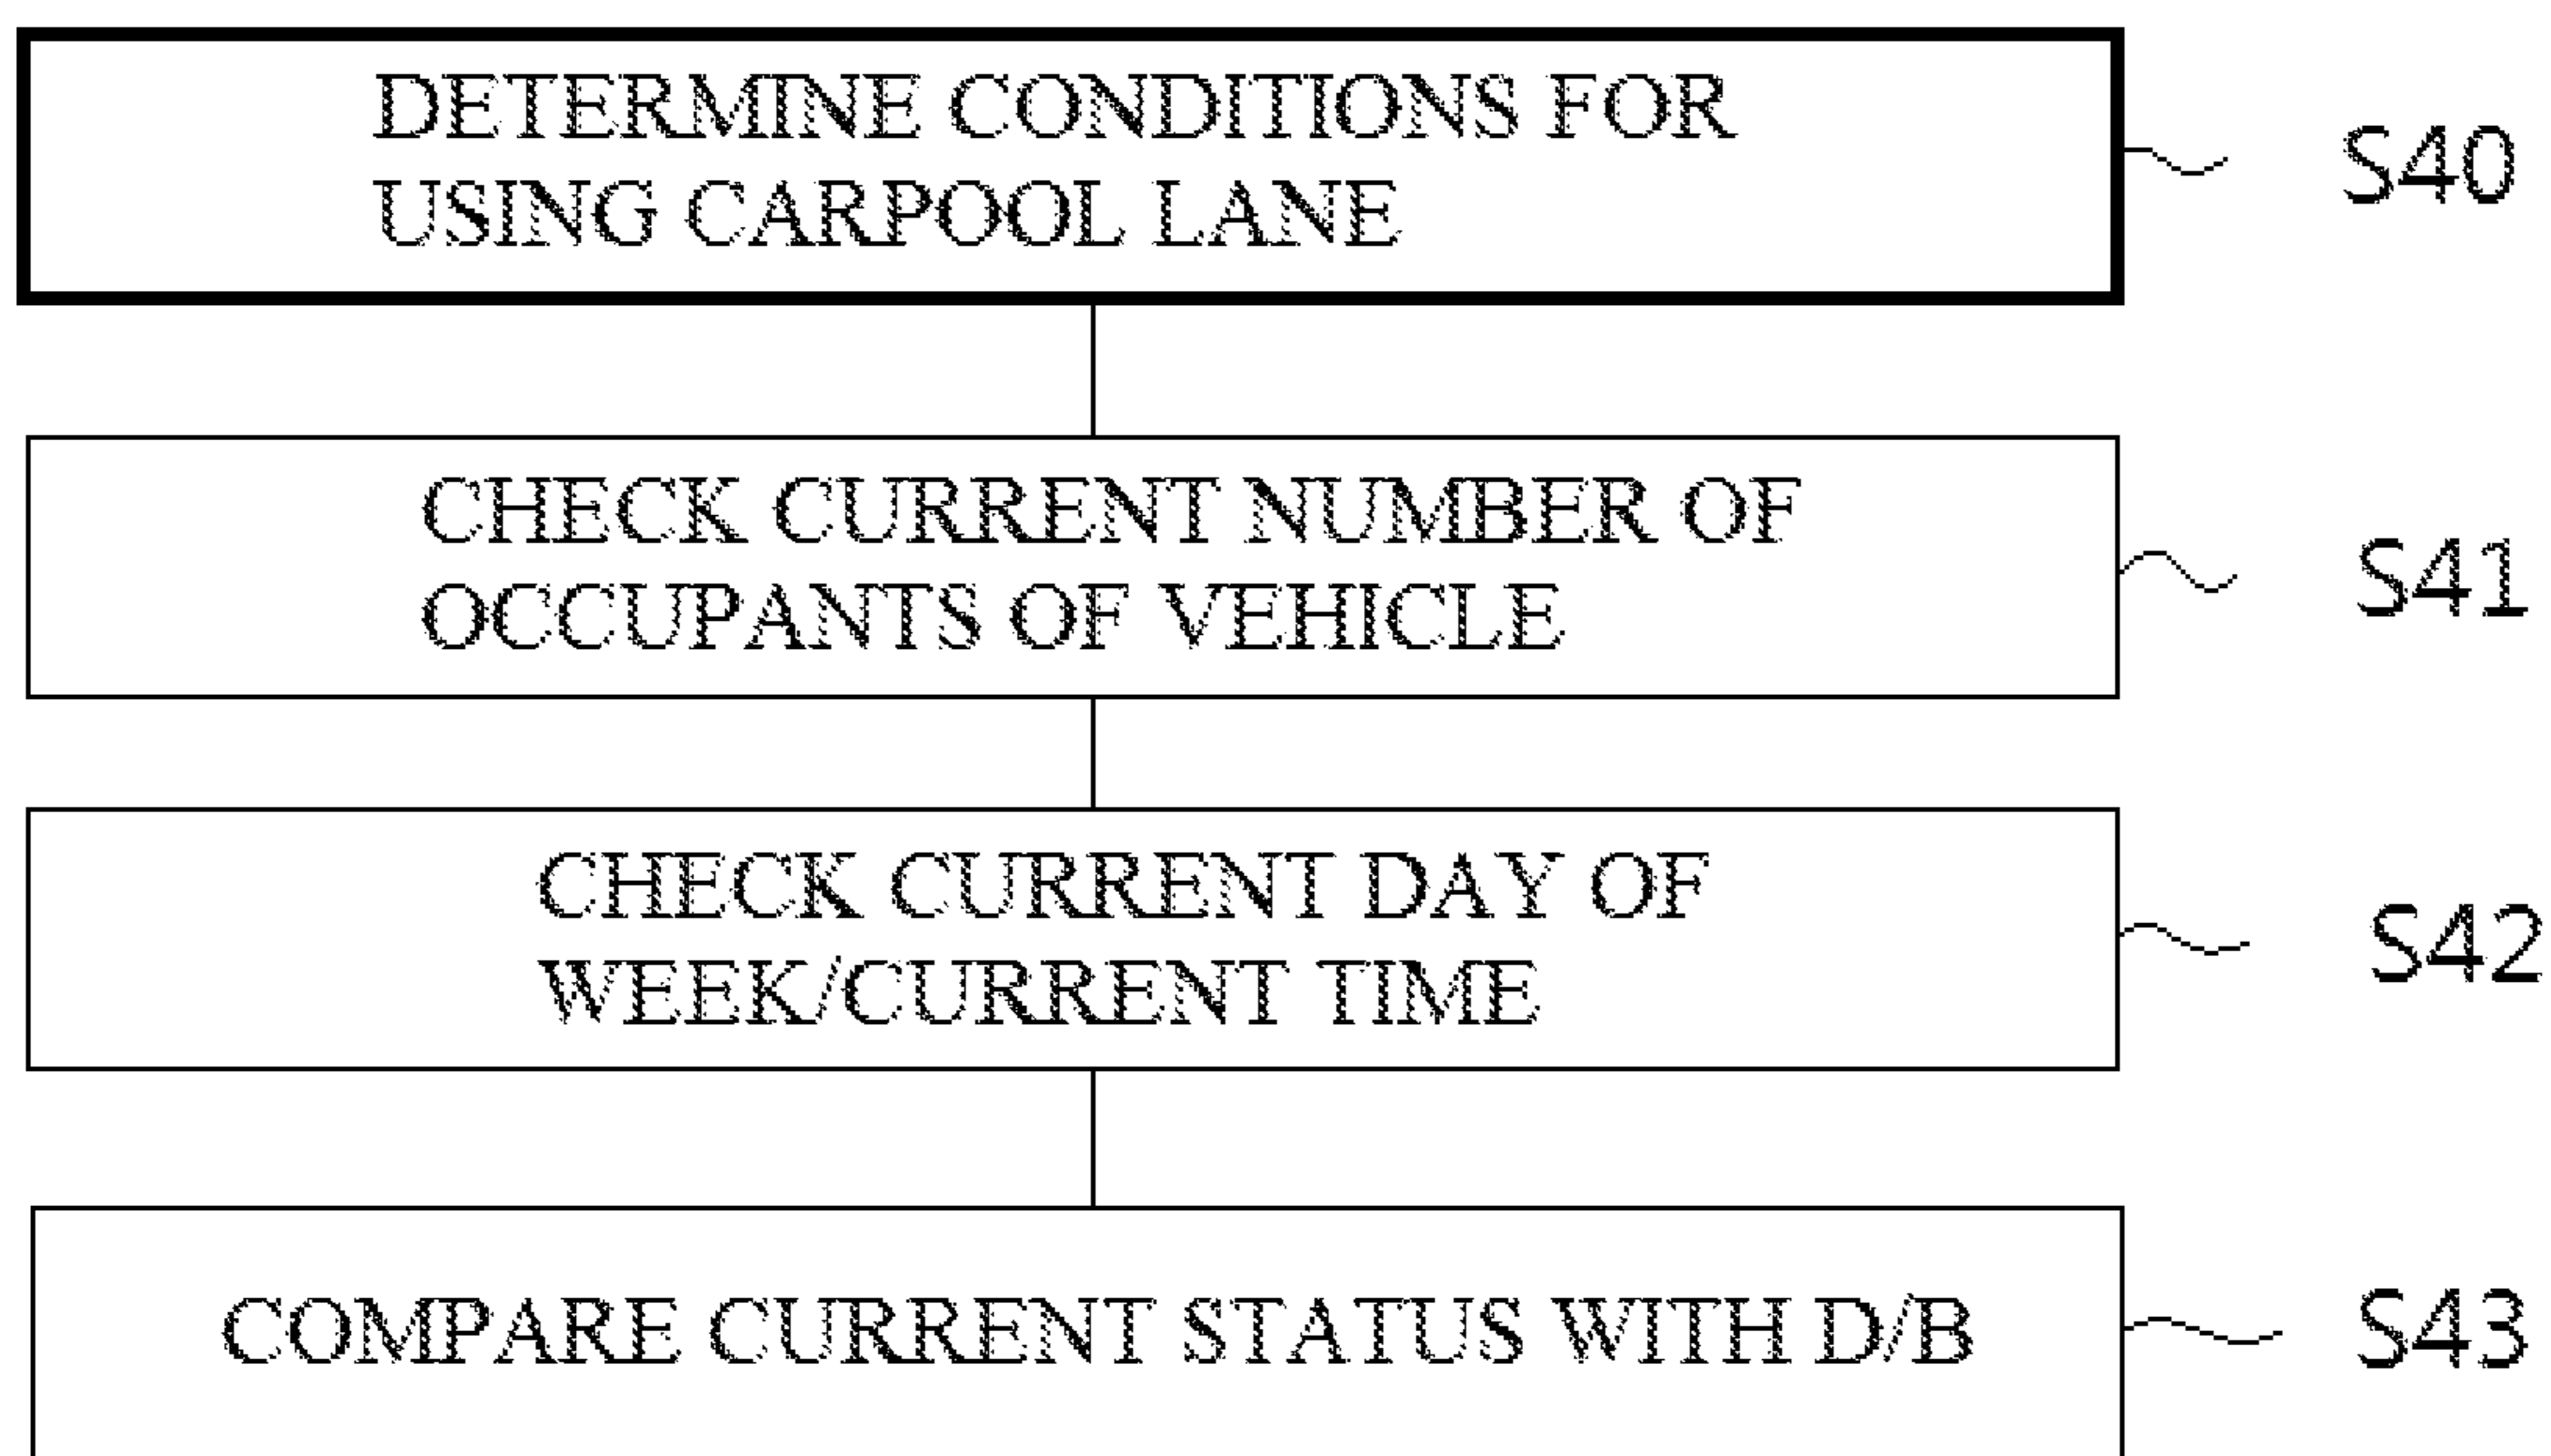 DETERMINE CONDITIONS FOR
USING CARPOOL LANE
S40
CHECK CURRENT NUMBER OF
OCCUPANTS OF VEHICLE
S41
CHECK CURRENT DAY OF
WEEK/CURRENT TIME
S42
COMPARE CURRENT STATUS WITH D/B
S43